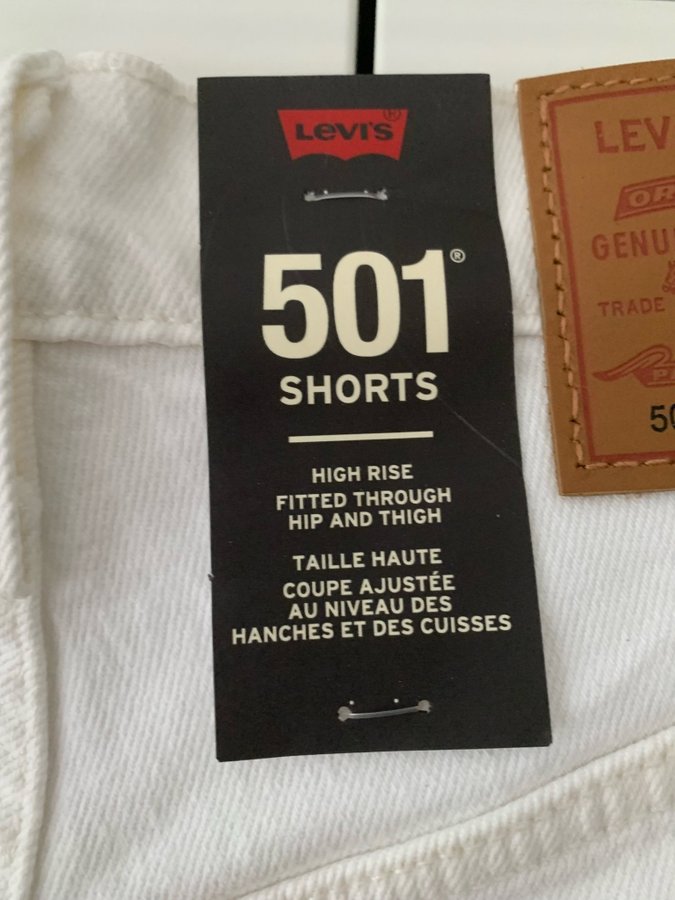 Levi's®
501®
SHORTS
HIGH RISE
FITTED THROUGH
HIP AND THIGH
TAILLE HAUTE
COUPE AJUSTÉE
AU NIVEAU DES
HANCHES ET DES CUISSES
LEV
OR
GENU
TRADE
P
50